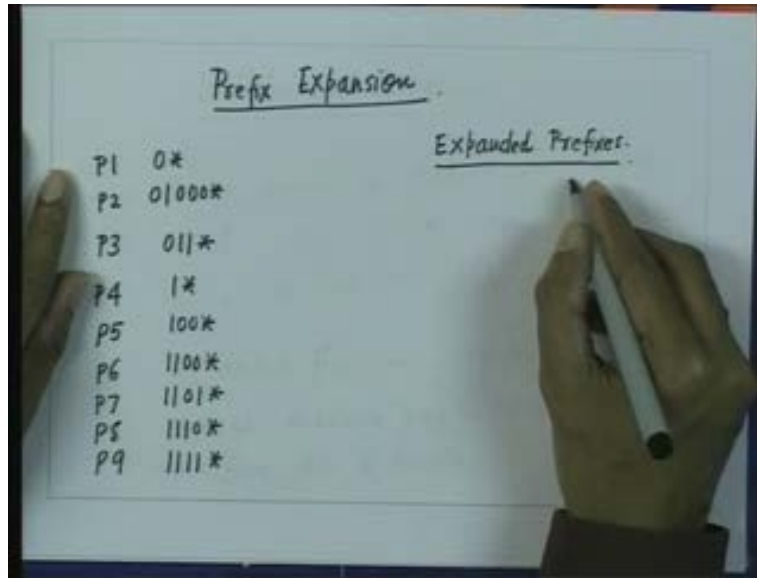 Prefix Expansion.
Expanded Prefixes.
P1 0*
P2 01000*
P3 011*
P4 1*
P5 100*
P6 1100*
P7 1101*
P8 1110*
P9 1111*